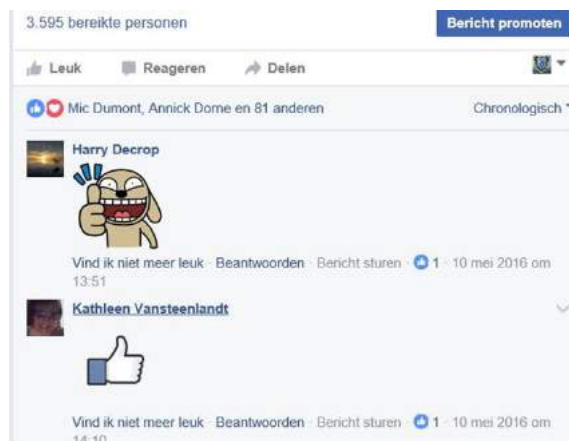 3.595 bereikte personen
Bericht promoten
Leuk Reageren Delen
Mic Dumont, Annick Dome en 81 anderen
Chronologisch
Harry Decrop
Vind ik niet meer leuk · Beantwoorden · Bericht sturen · 1 · 10 mei 2016 om
13:51
Kathleen Vansteenlandt
Vind ik niet meer leuk · Beantwoorden · Bericht sturen · 1 · 10 mei 2016 om
14:10